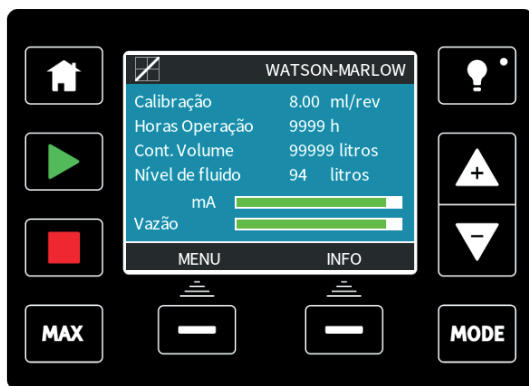 WATSON-MARLOW
Calibração 8.00 ml/rev
Horas Operação 9999 h
Cont. Volume 99999 litros
Nível de fluido 94 litros
mA
Vazão
MENU INFO
MAX
MODE